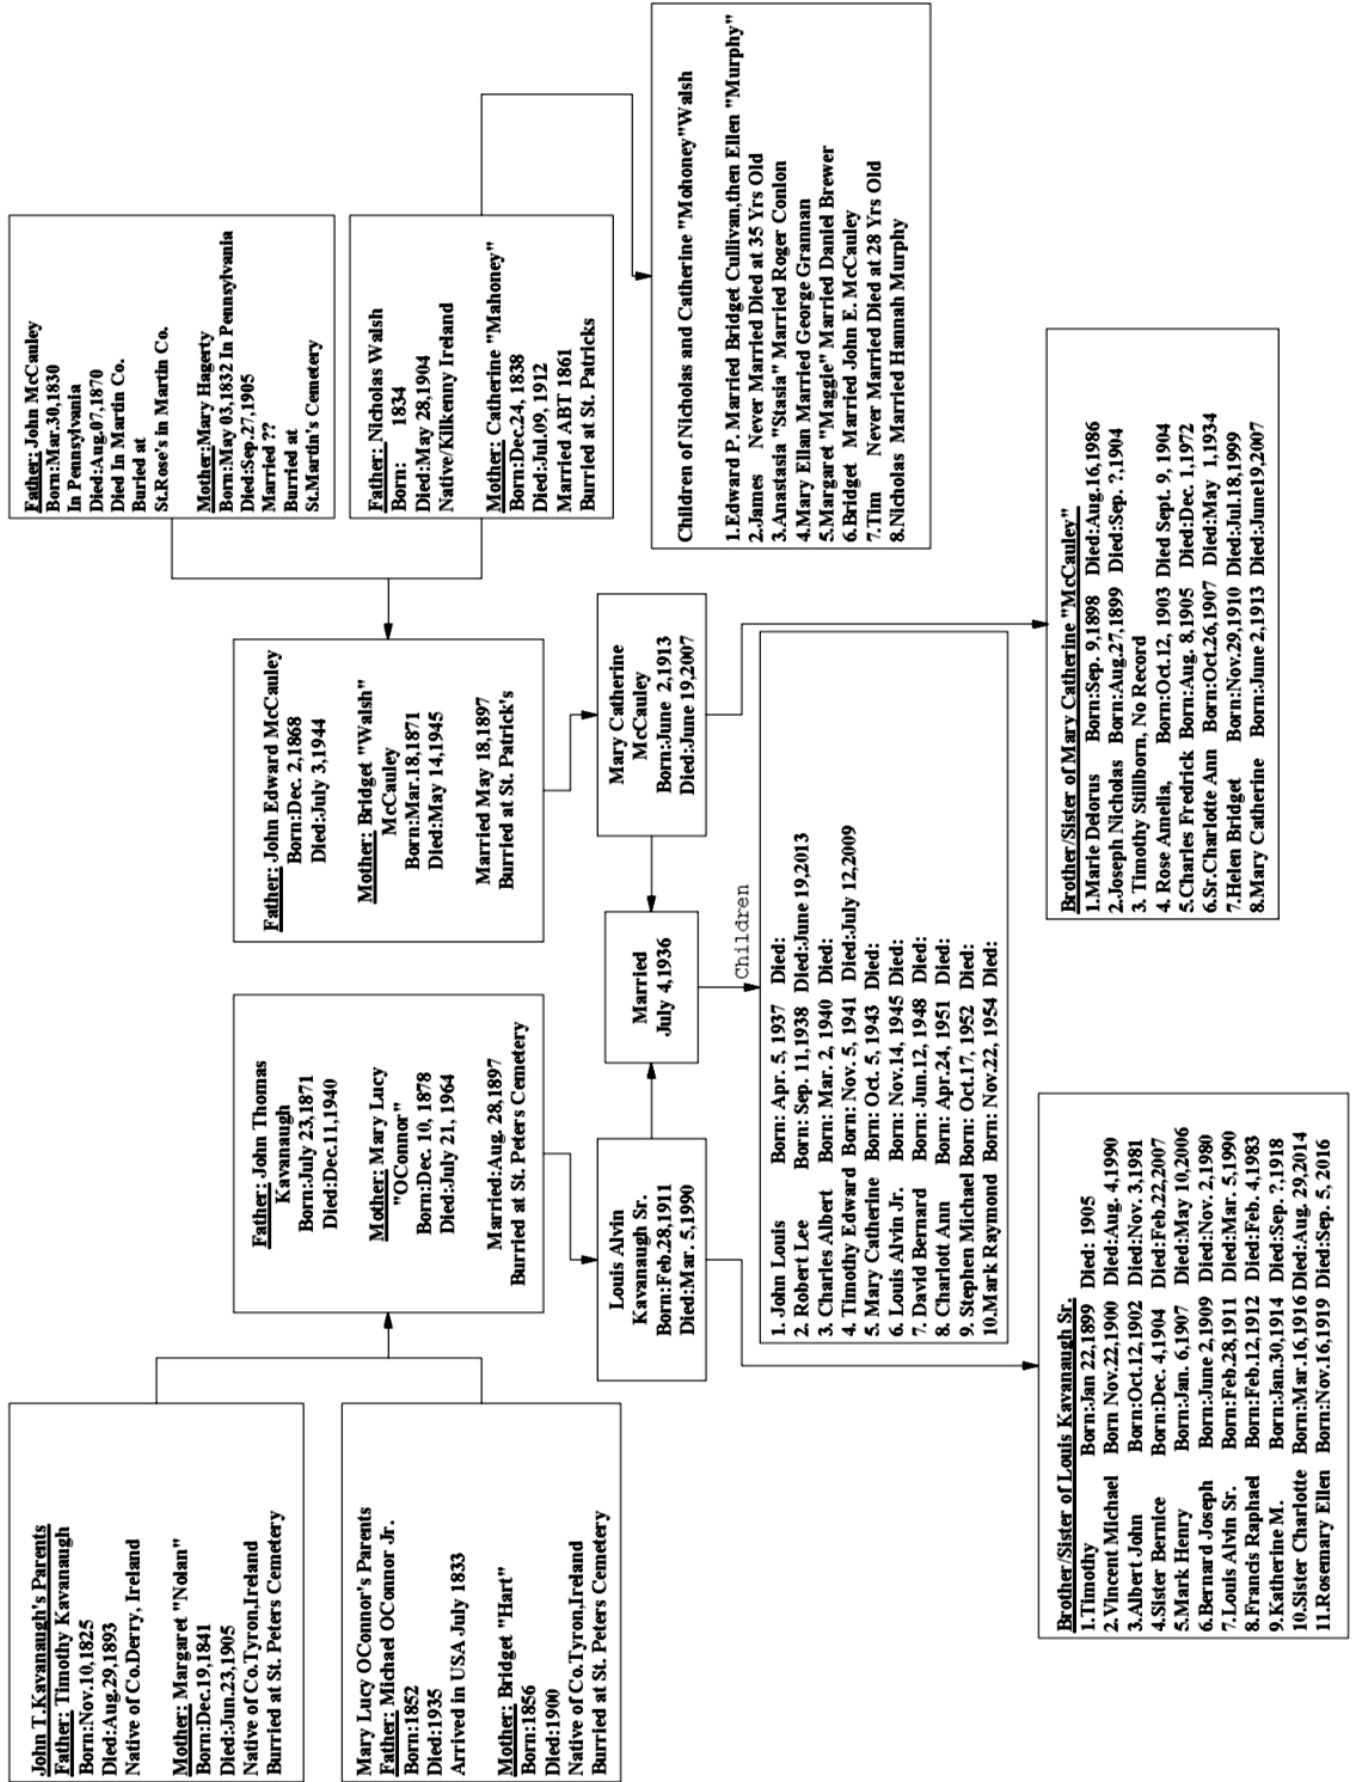 John T.Kavanaugh's Parents
Father: Timothy Kavanaugh
Born:Nov.10,1825
Died:Aug.29,1893
Native of Co.Derry, Ireland
Mother: Margaret "Nolan"
Born:Dec.19,1841
Died:Jun.23,1905
Native of Co.Tyron,Ireland
Burried at St. Peters Cemetery
Mary Lucy OConnor's Parents
Father: Michael OConnor Jr.
Born:1852
Died:1935
Arrived in USA July 1833
Mother: Bridget "Hart"
Born:1856
Died:1900
Native of Co.Tyron,Ireland
Burried at St. Peters Cemetery
Father: John Thomas
Kavanaugh
Born:July 23,1871
Died:Dec.11,1940
Mother: Mary Lucy
"OConnor"
Born:Dec. 10, 1878
Died:July 21, 1964
Married:Aug. 28,1897
Burried at St. Peters Cemetery
Father: John Edward McCauley
Born:Dec. 2,1868
Died:July 3,1944
Mother: Bridget "Walsh"
McCauley
Born:Mar.18,1871
Died:May 14,1945
Married May 18,1897
Burried at St. Patrick's
Father: John McCauley
Born:Mar.30,1830
In Pennsylvania
Died:Aug.07,1870
Died In Martin Co.
Buried at
St.Rose's in Martin Co.
Mother:Mary Hagerty
Born:May 03,1832 In Pennsylvania
Died:Sep.27,1905
Married ??
Burried at
St.Martin's Cemetery
Father: Nicholas Walsh
Born: 1834
Died:May 28,1904
Native/Kilkenny Ireland
Mother: Catherine "Mahoney"
Born:Dec.24, 1838
Died:Jul.09, 1912
Married ABT 1861
Burried at St. Patricks
Louis Alvin
Kavanaugh Sr.
Born:Feb.28,1911
Died:Mar. 5,1990
Married
July 4,1936
Mary Catherine
McCauley
Born:June 2,1913
Died:June 19,2007
Children of Nicholas and Catherine "Mohoney"Walsh
1.Edward P. Married Bridget Cullivan,then Ellen "Murphy"
2.James Never Married Died at 35 Yrs Old
3.Anastasia "Stasia" Married Roger Conlon
4.Mary Ellan Married George Grannan
5.Margaret "Maggie" Married Daniel Brewer
6.Bridget Married John E. McCauley
7.Tim Never Married Died at 28 Yrs Old
8.Nicholas Married Hannah Murphy
Children
1. John Louis Born: Apr. 5, 1937 Died:
2. Robert Lee Born: Sep. 11,1938 Died:June 19,2013
3. Charles Albert Born: Mar. 2, 1940 Died:
4. Timothy Edward Born: Nov. 5, 1941 Died:July 12,2009
5. Mary Catherine Born: Oct. 5, 1943 Died:
6. Louis Alvin Jr. Born: Nov.14, 1945 Died:
7. David Bernard Born: Jun.12, 1948 Died:
8. Charlott Ann Born: Apr.24, 1951 Died:
9. Stephen Michael Born: Oct.17, 1952 Died:
10.Mark Raymond Born: Nov.22, 1954 Died:
Brother/Sister of Louis Kavanaugh Sr.
1.Timothy Born:Jan 22,1899 Died: 1905
2.Vincent Michael Born Nov.22,1900 Died:Aug. 4,1990
3.Albert John Born:Oct.12,1902 Died:Nov. 3,1981
4.Sister Bernice Born:Dec. 4,1904 Died:Feb.22,2007
5.Mark Henry Born:Jan. 6,1907 Died:May 10,2006
6.Bernard Joseph Born:June 2,1909 Died:Nov. 2,1980
7.Louis Alvin Sr. Born:Feb.28,1911 Died:Mar. 5,1990
8.Francis Raphael Born:Feb.12,1912 Died:Feb. 4,1983
9.Katherine M. Born:Jan.30,1914 Died:Sep. ?,1918
10.Sister Charlotte Born:Mar.16,1916 Died:Aug. 29,2014
11.Rosemary Ellen Born:Nov.16,1919 Died:Sep. 5, 2016
Brother/Sister of Mary Catherine "McCauley"
1.Marie Delorus Born:Sep. 9,1898 Died:Aug.16,1986
2.Joseph Nicholas Born:Aug.27,1899 Died:Sep. ?,1904
3. Timothy Stillborn, No Record
4. Rose Amelia, Born:Oct.12, 1903 Died Sept. 9, 1904
5.Charles Fredrick Born:Aug. 8,1905 Died:Dec. 1,1972
6.Sr.Charlotte Ann Born:Oct.26,1907 Died:May 1,1934
7.Helen Bridget Born:Nov.29,1910 Died:Jul.18,1999
8.Mary Catherine Born:June 2,1913 Died:June19,2007